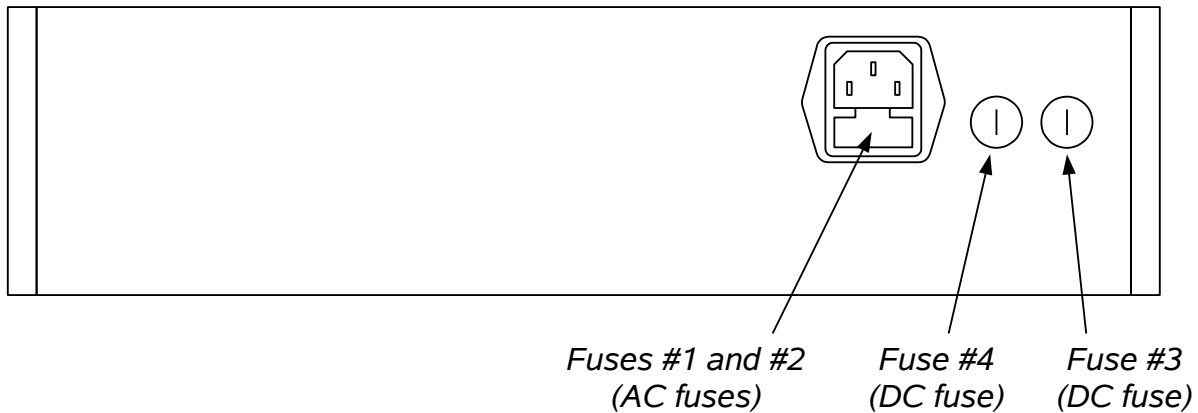 Fuses #1 and #2
(AC fuses)
Fuse #4
(DC fuse)
Fuse #3
(DC fuse)